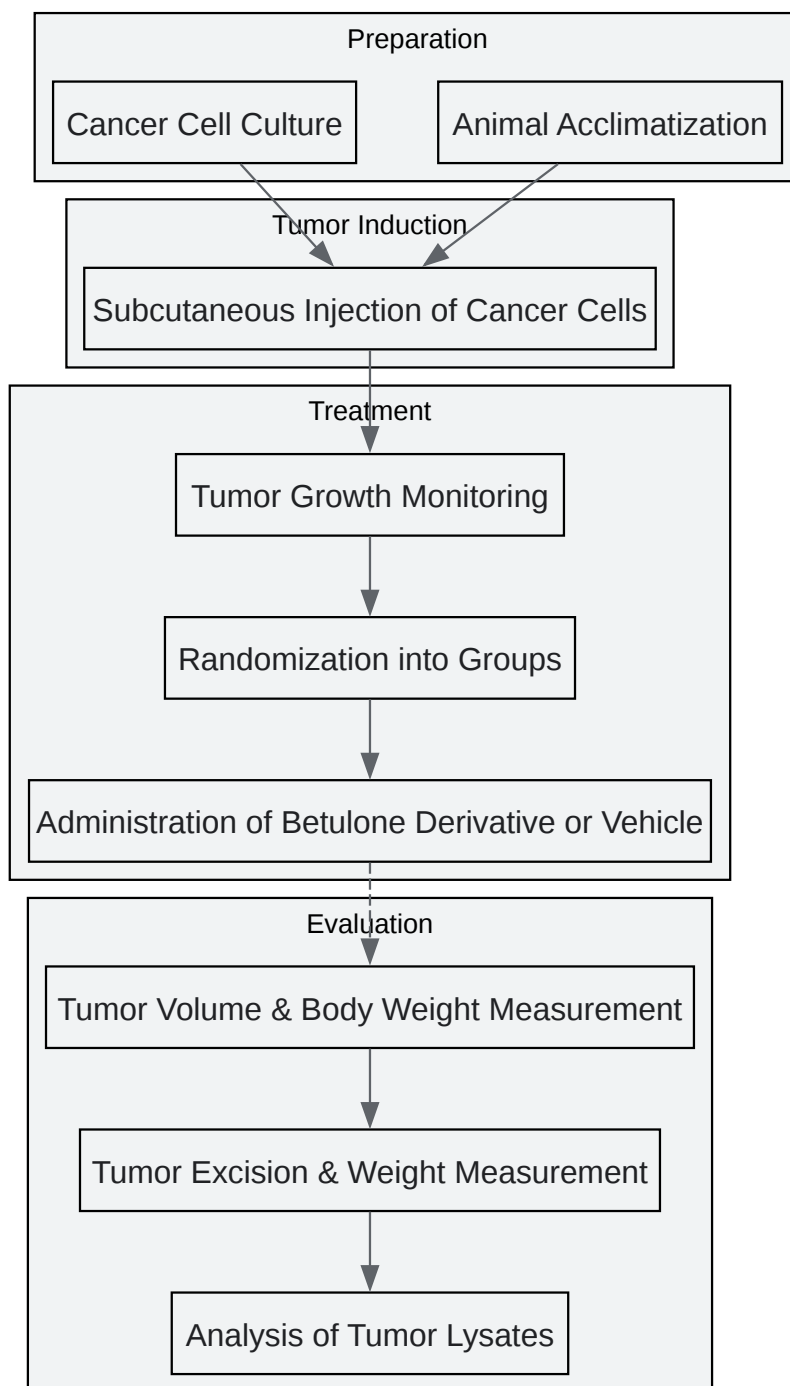 Preparation
Cancer Cell Culture
Animal Acclimatization
Tumor Induction
Subcutaneous Injection of Cancer Cells
Treatment
Tumor Growth Monitoring
Randomization into Groups
Administration of Betulone Derivative or Vehicle
Evaluation
Tumor Volume & Body Weight Measurement
Tumor Excision & Weight Measurement
Analysis of Tumor Lysates